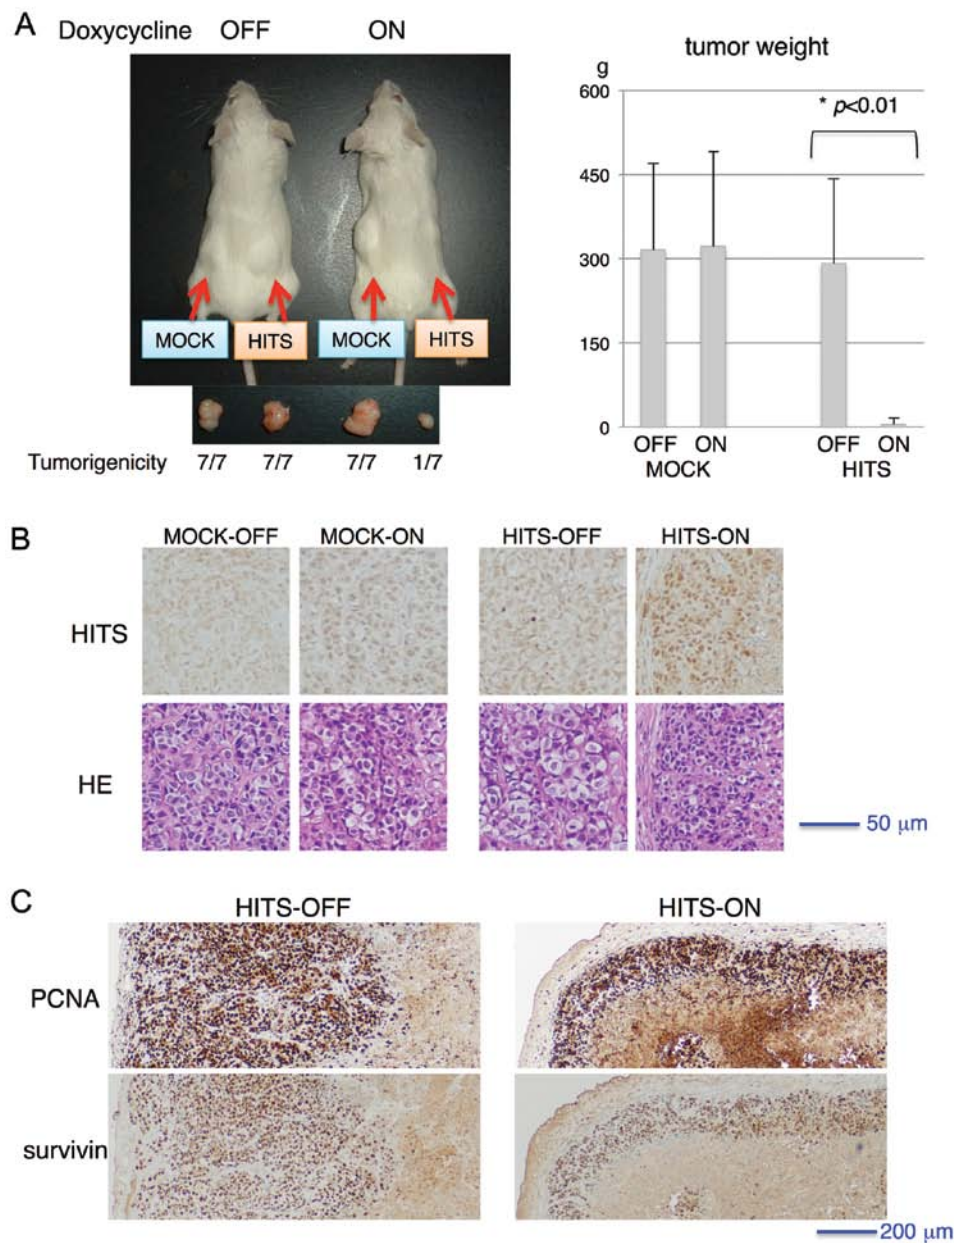 A Doxycycline OFF ON
MOCK HITS MOCK HITS
Tumorigenicity 7/7 7/7 7/7 1/7
tumor weight
g
600
* p<0.01
450
300
150
0
OFF ON OFF ON
MOCK HITS
B
MOCK-OFF MOCK-ON HITS-OFF HITS-ON
HITS
HE
50 μm
C
HITS-OFF HITS-ON
PCNA
survivin
200 μm